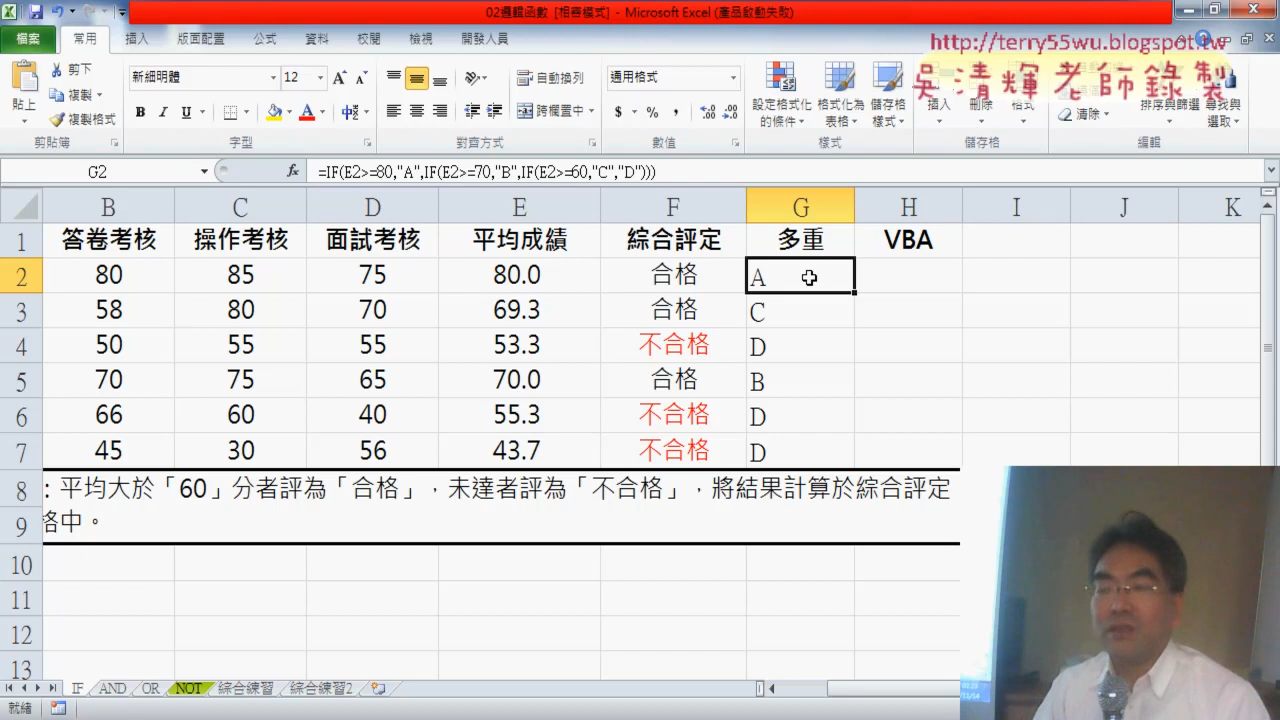 02邏輯函數 [相容模式] - Microsoft Excel (產品啟動失敗)
檔案 常用 插入 版面配置 公式 資料 校閱 檢視 開發人員
http://terry55wu.blogspot.tw
吳清輝老師錄製
貼上 剪下 複製 複製格式
新細明體 12
B I U
自動換列
跨欄置中
通用格式
$ % ,
設定格式化的條件 格式化為表格 儲存格樣式
插入 刪除 格式
清除
排序與篩選 尋找與選取
剪貼簿 字型 對齊方式 數值 樣式 儲存格 編輯
G2 fx =IF(E2>=80,"A",IF(E2>=70,"B",IF(E2>=60,"C","D")))
B C D E F G H I J K
1 答卷考核 操作考核 面試考核 平均成績 綜合評定 多重 VBA
2 80 85 75 80.0 合格 A
3 58 80 70 69.3 合格 C
4 50 55 55 53.3 不合格 D
5 70 75 65 70.0 合格 B
6 66 60 40 55.3 不合格 D
7 45 30 56 43.7 不合格 D
8 : 平均大於「60」分者評為「合格」，未達者評為「不合格」，將結果計算於綜合評定
9 格中。
10
11
12
13
IF AND OR NOT 綜合練習 綜合練習2
就緒